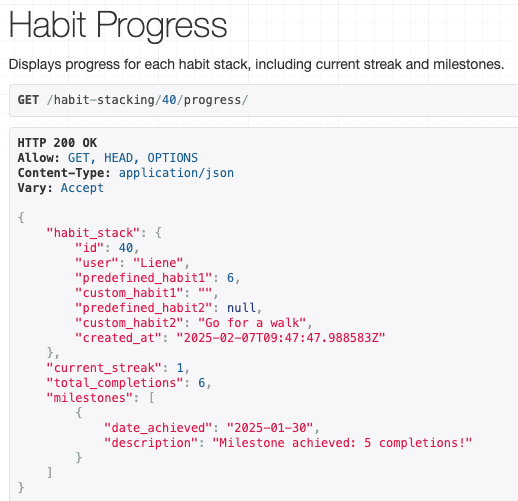 Habit Progress
Displays progress for each habit stack, including current streak and milestones.
GET /habit-stacking/40/progress/
HTTP 200 OK
Allow: GET, HEAD, OPTIONS
Content-Type: application/json
Vary: Accept
{
    "habit_stack": {
        "id": 40,
        "user": "Liene",
        "predefined_habit1": 6,
        "custom_habit1": "",
        "predefined_habit2": null,
        "custom_habit2": "Go for a walk",
        "created_at": "2025-02-07T09:47:47.988583Z"
    },
    "current_streak": 1,
    "total_completions": 6,
    "milestones": [
        {
            "date_achieved": "2025-01-30",
            "description": "Milestone achieved: 5 completions!"
        }
    ]
}